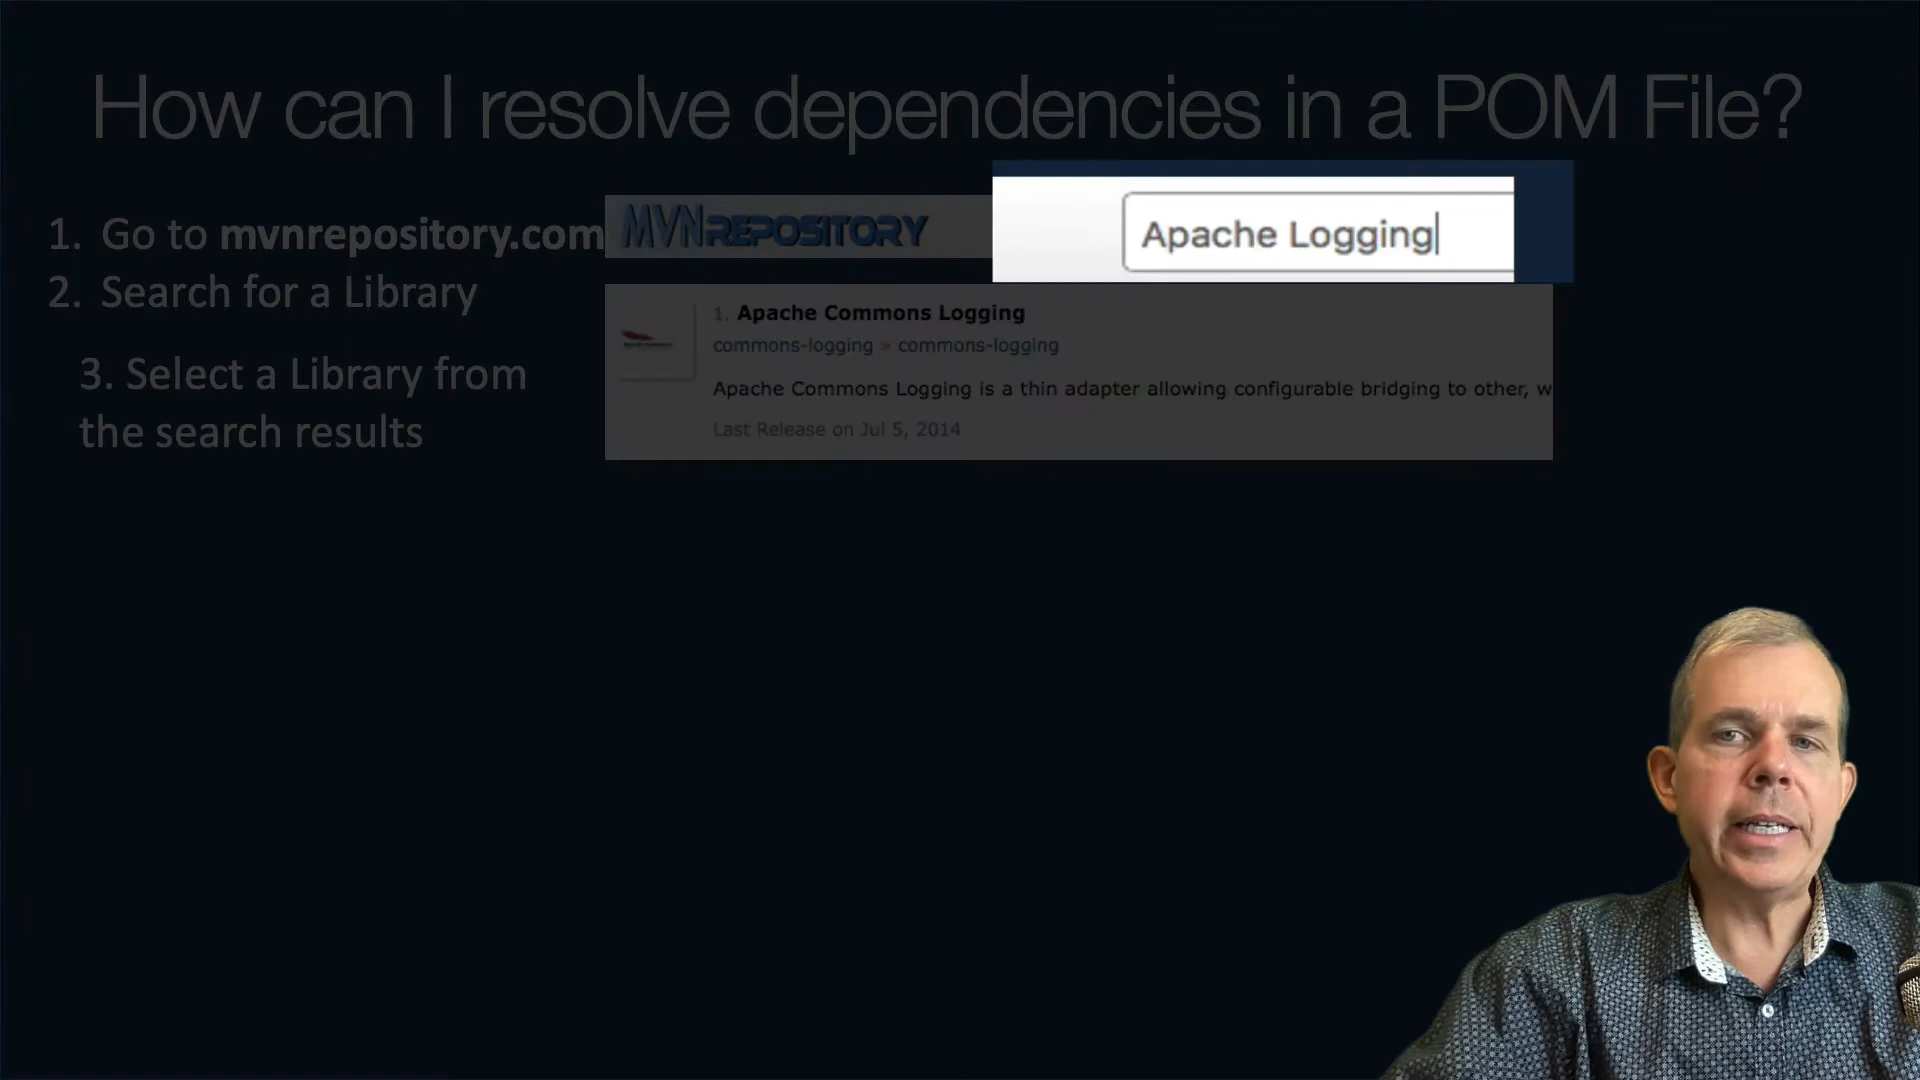 How can I resolve dependencies in a POM File?
1. Go to mvnrepository.com
MVNREPOSITORY
Apache Logging
2. Search for a Library
3. Select a Library from
the search results
1. Apache Commons Logging
commons-logging » commons-logging
Apache Commons Logging is a thin adapter allowing configurable bridging to other, w
Last Release on Jul 5, 2014